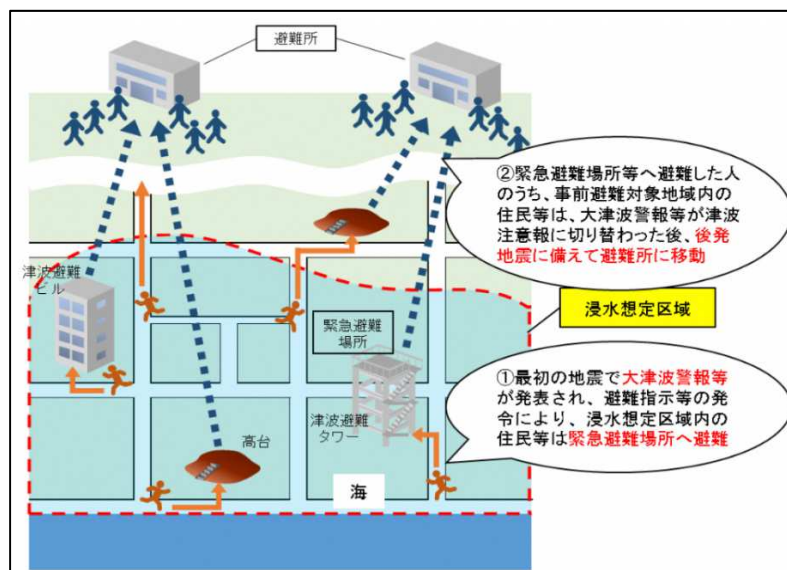 避難所
②緊急避難場所等へ避難した人
のうち、事前避難対象地域内の
住民等は、大津波警報等が津波
注意報に切り替わった後、後発
地震に備えて避難所に移動
津波避難
ビル
浸水想定区域
緊急避難
場所
①最初の地震で大津波警報等
が発表され、避難指示等の発
令により、浸水想定区域内の
住民等は緊急避難場所へ避難
津波避難
タワー
高台
海